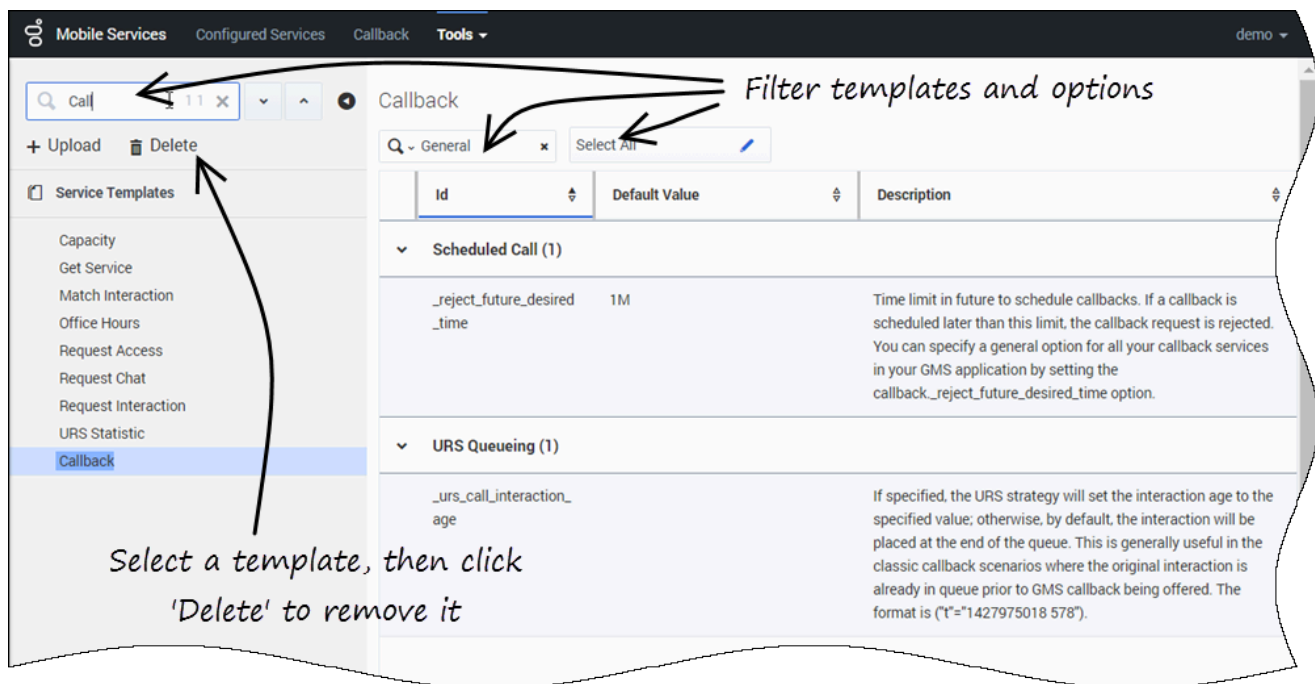 Mobile Services Configured Services Callback Tools demo
Call 1 1
Filter templates and options
Callback
+ Upload Delete
General Select All
Service Templates
Id Default Value Description
Capacity
Get Service
Match Interaction
Office Hours
Request Access
Request Chat
Request Interaction
URS Statistic
Callback
Scheduled Call (1)
_reject_future_desired
_time
1M
Time limit in future to schedule callbacks. If a callback is
scheduled later than this limit, the callback request is rejected.
You can specify a general option for all your callback services
in your GMS application by setting the
callback._reject_future_desired_time option.
URS Queueing (1)
_urs_call_interaction_
age
If specified, the URS strategy will set the interaction age to the
specified value; otherwise, by default, the interaction will be
placed at the end of the queue. This is generally useful in the
classic callback scenarios where the original interaction is
already in queue prior to GMS callback being offered. The
format is ("t"="1427975018 578").
Select a template, then click
'Delete' to remove it